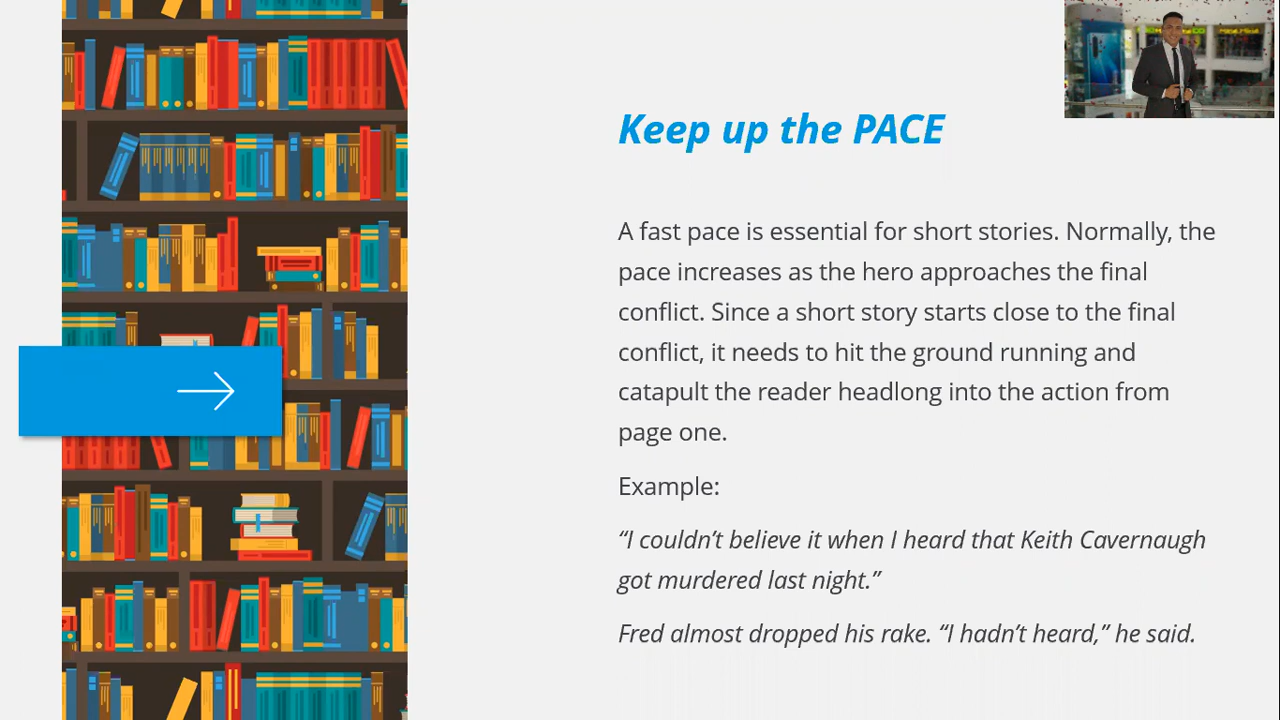 Keep up the PACE
A fast pace is essential for short stories. Normally, the
pace increases as the hero approaches the final
conflict. Since a short story starts close to the final
conflict, it needs to hit the ground running and
catapult the reader headlong into the action from
page one.
Example:
“I couldn’t believe it when I heard that Keith Cavernaugh
got murdered last night.”
Fred almost dropped his rake. “I hadn’t heard,” he said.